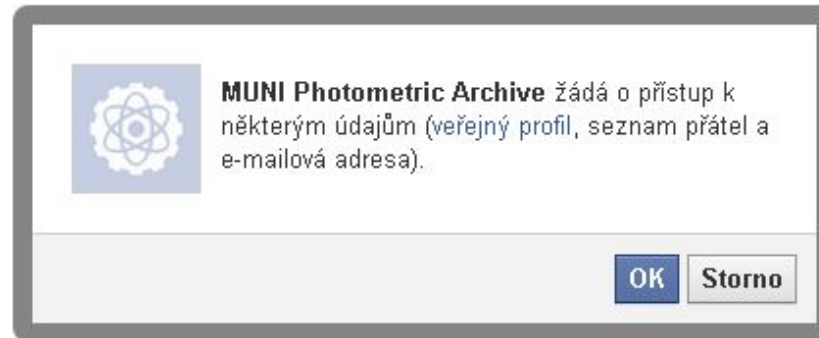 MUNI Photometric Archive žádá o přístup k
některým údajům (veřejný profil, seznam přátel a
e-mailová adresa).
OK Storno